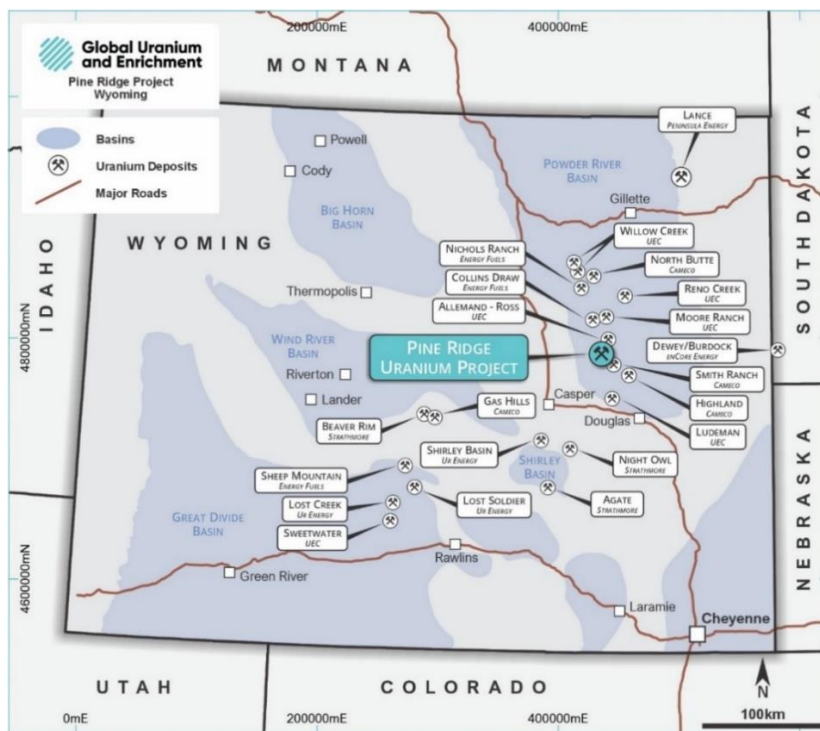 Global Uranium
and Enrichment
Pine Ridge Project
Wyoming
Basins
Uranium Deposits
Major Roads
200000mE
400000mE
MONTANA
SOUTH DAKOTA
IDAHO
WYOMING
NEBRASKA
UTAH
COLORADO
4800000mN
4600000mN
Powell
Cody
BIG HORN
BASIN
POWDER RIVER
BASIN
LANCE
PENINSULA ENERGY
Gillette
WILLOW CREEK
UEC
NICHOLS RANCH
ENERGY FUELS
NORTH BUTTE
CAMECO
COLLINS DRAW
ENERGY FUELS
RENO CREEK
UEC
Thermopolis
ALLEMAND - ROSS
UEC
MOORE RANCH
UEC
WIND RIVER
BASIN
PINE RIDGE
URANIUM PROJECT
DEWEY/BURDOCK
ENCORE ENERGY
Riverton
SMITH RANCH
CAMECO
Lander
GAS HILLS
CAMECO
Casper
HIGHLAND
CAMECO
BEAVER RIM
STRATHMORE
Douglas
LUDEMAN
UEC
SHIRLEY BASIN
UR ENERGY
SHIRLEY
BASIN
NIGHT OWL
STRATHMORE
SHEEP MOUNTAIN
ENERGY FUELS
LOST CREEK
UR ENERGY
LOST SOLDIER
UR ENERGY
AGATE
STRATHMORE
GREAT DIVIDE
BASIN
SWEETWATER
UEC
Rawlins
Green River
Laramie
Cheyenne
N
100km
0mE
200000mE
400000mE